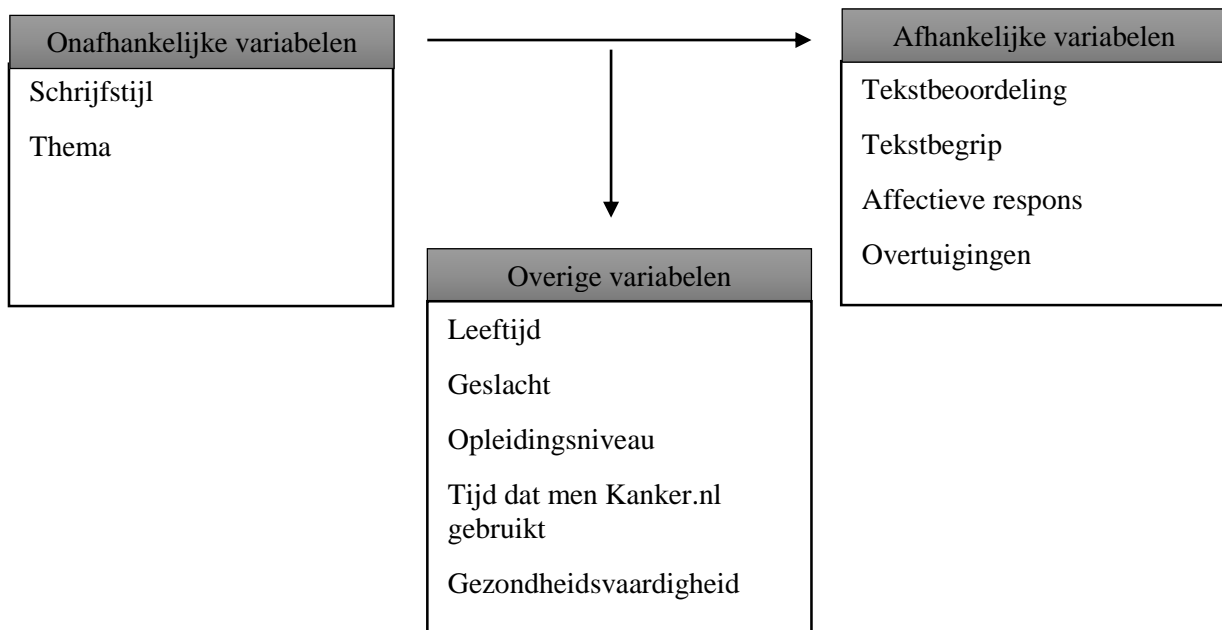 Onafhankelijke variabelen
Schrijfstijl
Thema
Afhankelijke variabelen
Tekstbeoordeling
Tekstbegrip
Affectieve respons
Overtuigingen
Overige variabelen
Leeftijd
Geslacht
Opleidingsniveau
Tijd dat men Kanker.nl
gebruikt
Gezondheidsvaardigheid